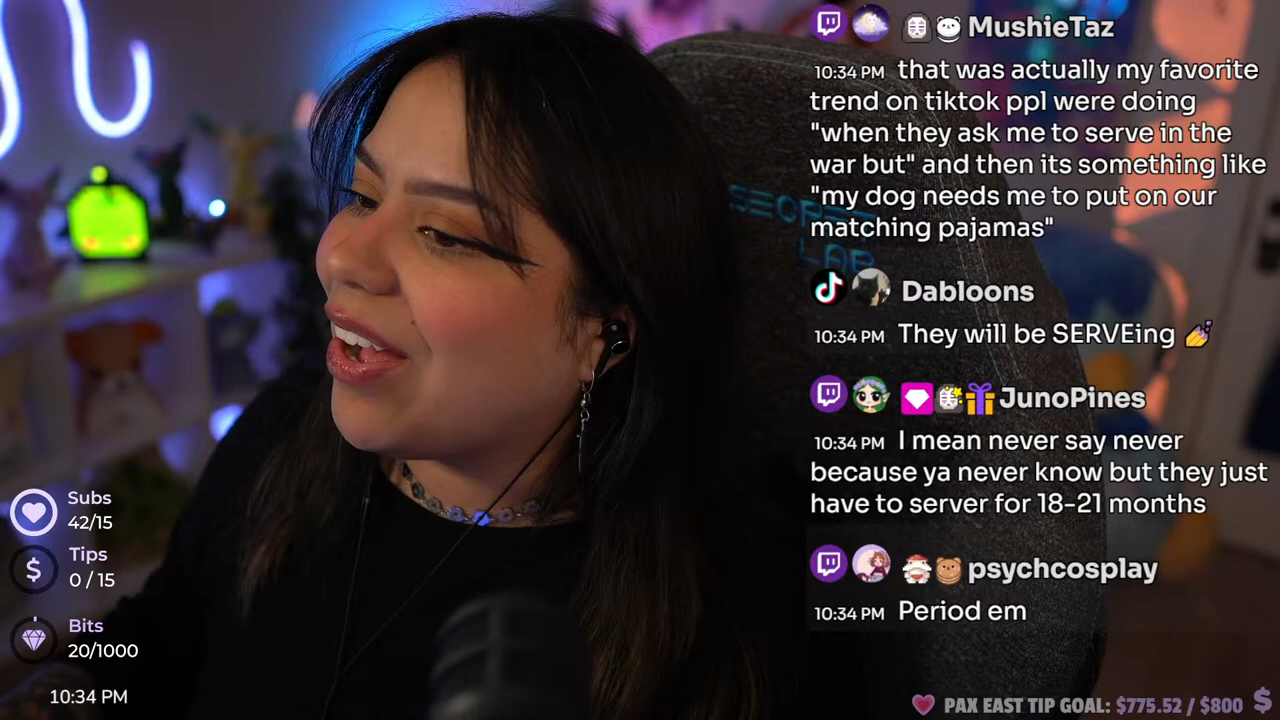 MushieTaz
10:34 PM that was actually my favorite
trend on tiktok ppl were doing
"when they ask me to serve in the
war but" and then its something like
"my dog needs me to put on our
matching pajamas"
SECRET
LAB
Dabloons
10:34 PM They will be SERVEing 💅
JunoPines
10:34 PM I mean never say never
because ya never know but they just
have to server for 18-21 months
psychcosplay
10:34 PM Period em
Subs
42/15
Tips
0 / 15
Bits
20/1000
10:34 PM
PAX EAST TIP GOAL: $775.52 / $800